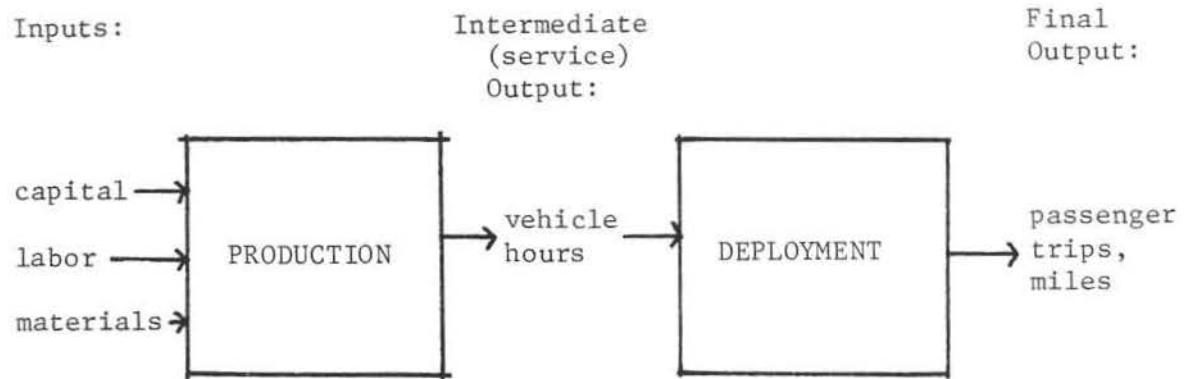 Inputs:
Intermediate
(service)
Output:
Final
Output:
capital
labor
materials
PRODUCTION
vehicle
hours
DEPLOYMENT
passenger
trips,
miles